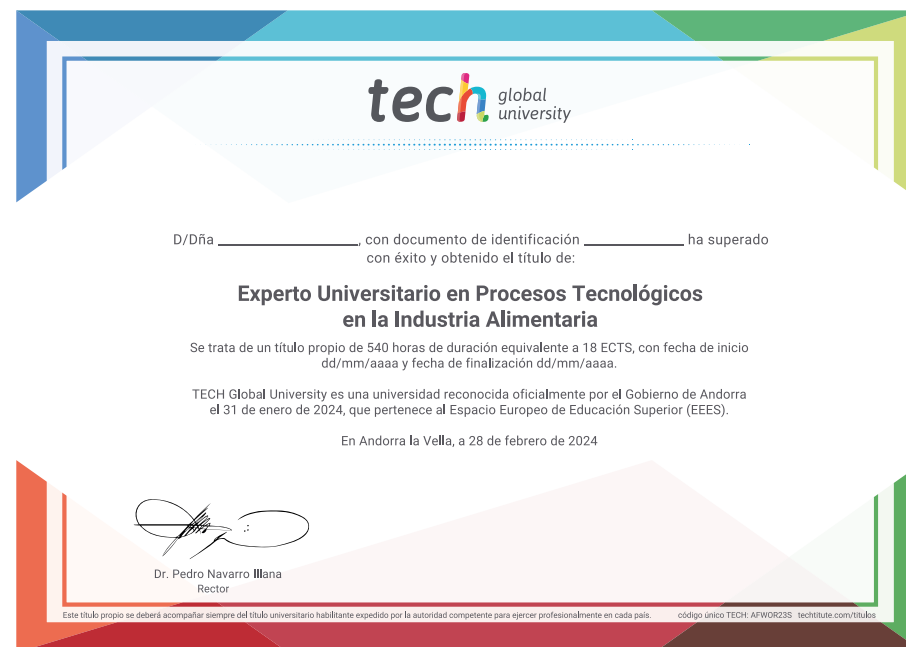 tech global university
D/Dña ____________________, con documento de identificación ______________ ha superado
con éxito y obtenido el título de:
Experto Universitario en Procesos Tecnológicos
en la Industria Alimentaria
Se trata de un título propio de 540 horas de duración equivalente a 18 ECTS, con fecha de inicio
dd/mm/aaaa y fecha de finalización dd/mm/aaaa.
TECH Global University es una universidad reconocida oficialmente por el Gobierno de Andorra
el 31 de enero de 2024, que pertenece al Espacio Europeo de Educación Superior (EEES).
En Andorra la Vella, a 28 de febrero de 2024
Dr. Pedro Navarro Illana
Rector
Este título propio se deberá acompañar siempre del título universitario habilitante expedido por la autoridad competente para ejercer profesionalmente en cada país. código único TECH: AFWOR23S techtitute.com/titulos